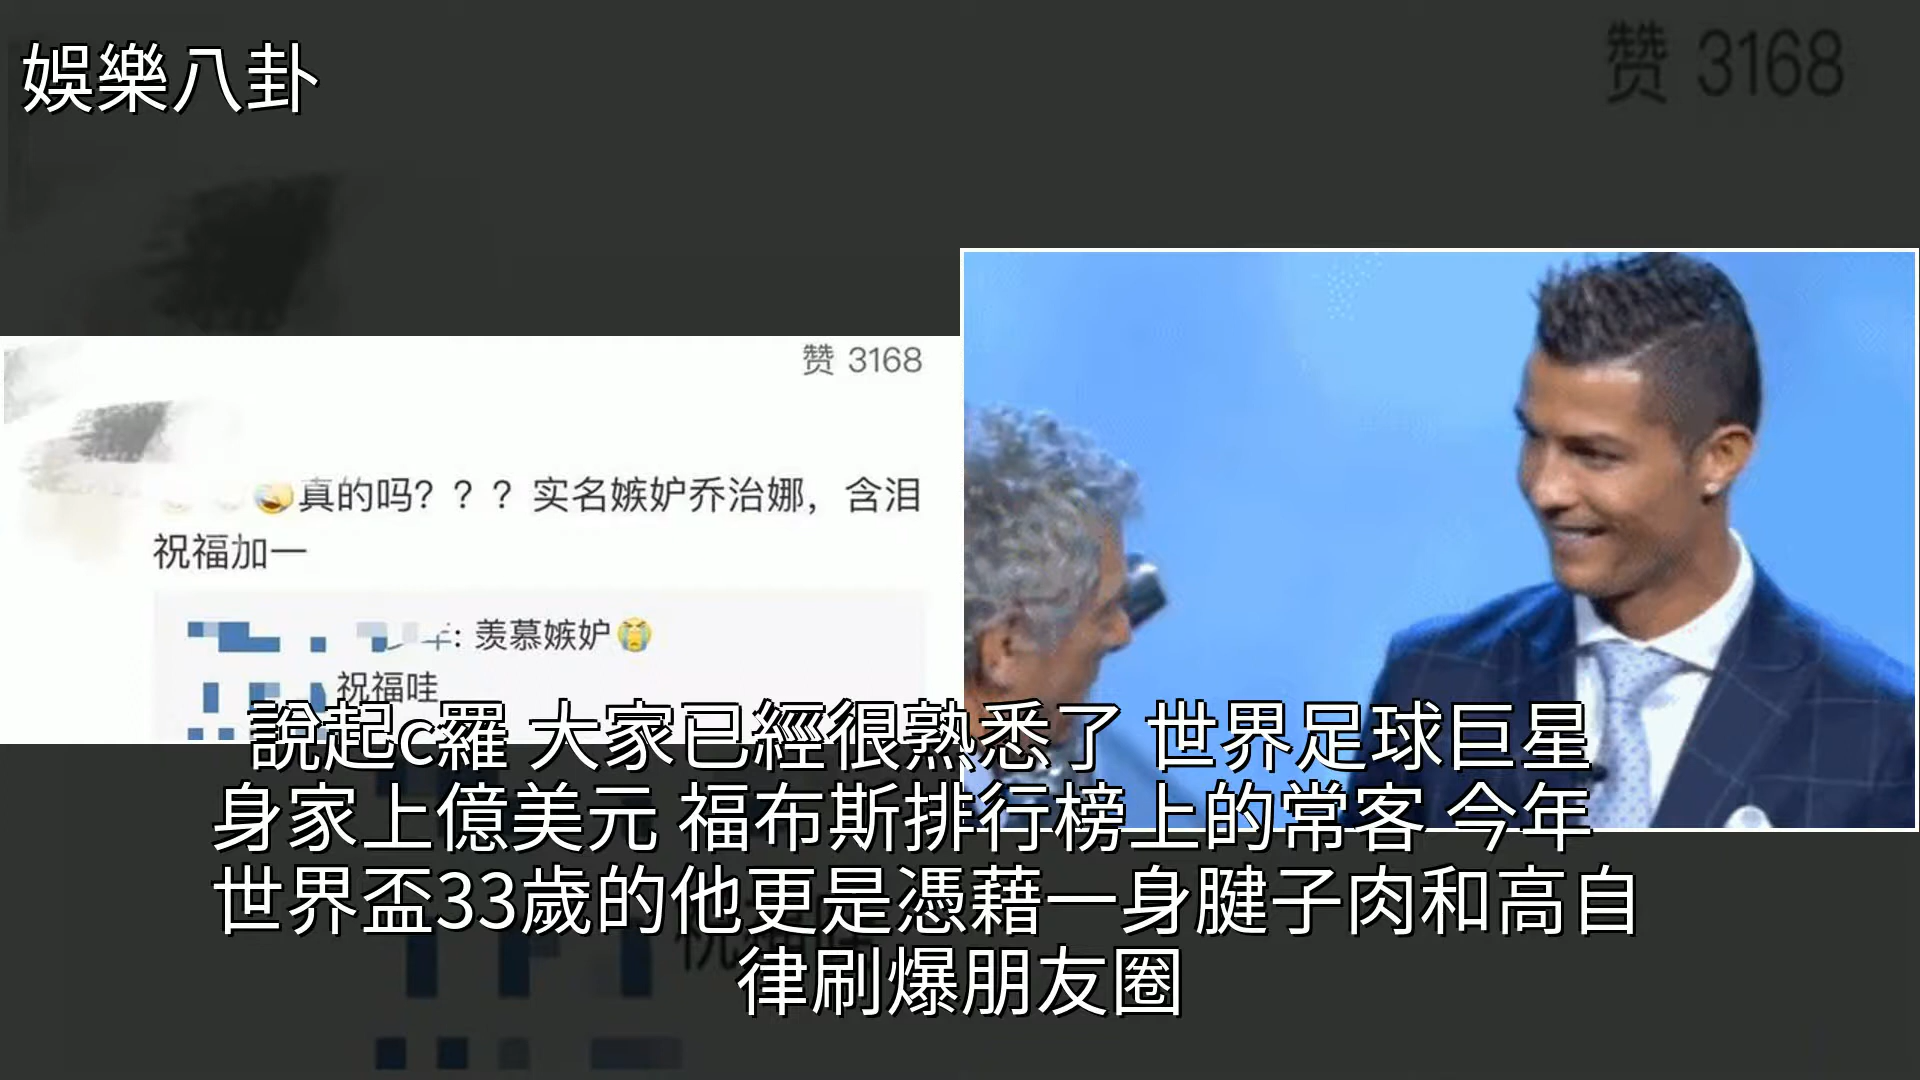 娛樂八卦
赞 3168
赞 3168
真的吗？？？实名嫉妒乔治娜，含泪
祝福加一
: 羡慕嫉妒
祝福哇
說起c羅 大家已經很熟悉了 世界足球巨星
身家上億美元 福布斯排行榜上的常客 今年
世界盃33歲的他更是憑藉一身腱子肉和高自
律刷爆朋友圈